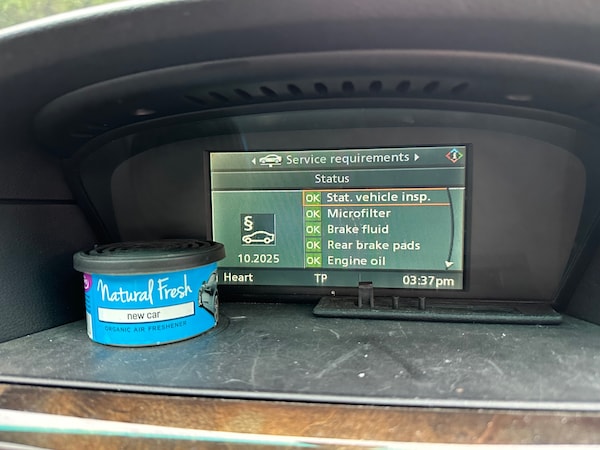 Service requirements
Status
OK Stat. vehicle insp.
OK Microfilter
OK Brake fluid
OK Rear brake pads
OK Engine oil
§
10.2025
Heart TP 03:37pm
Natural Fresh
new car
ORGANIC AIR FRESHENER